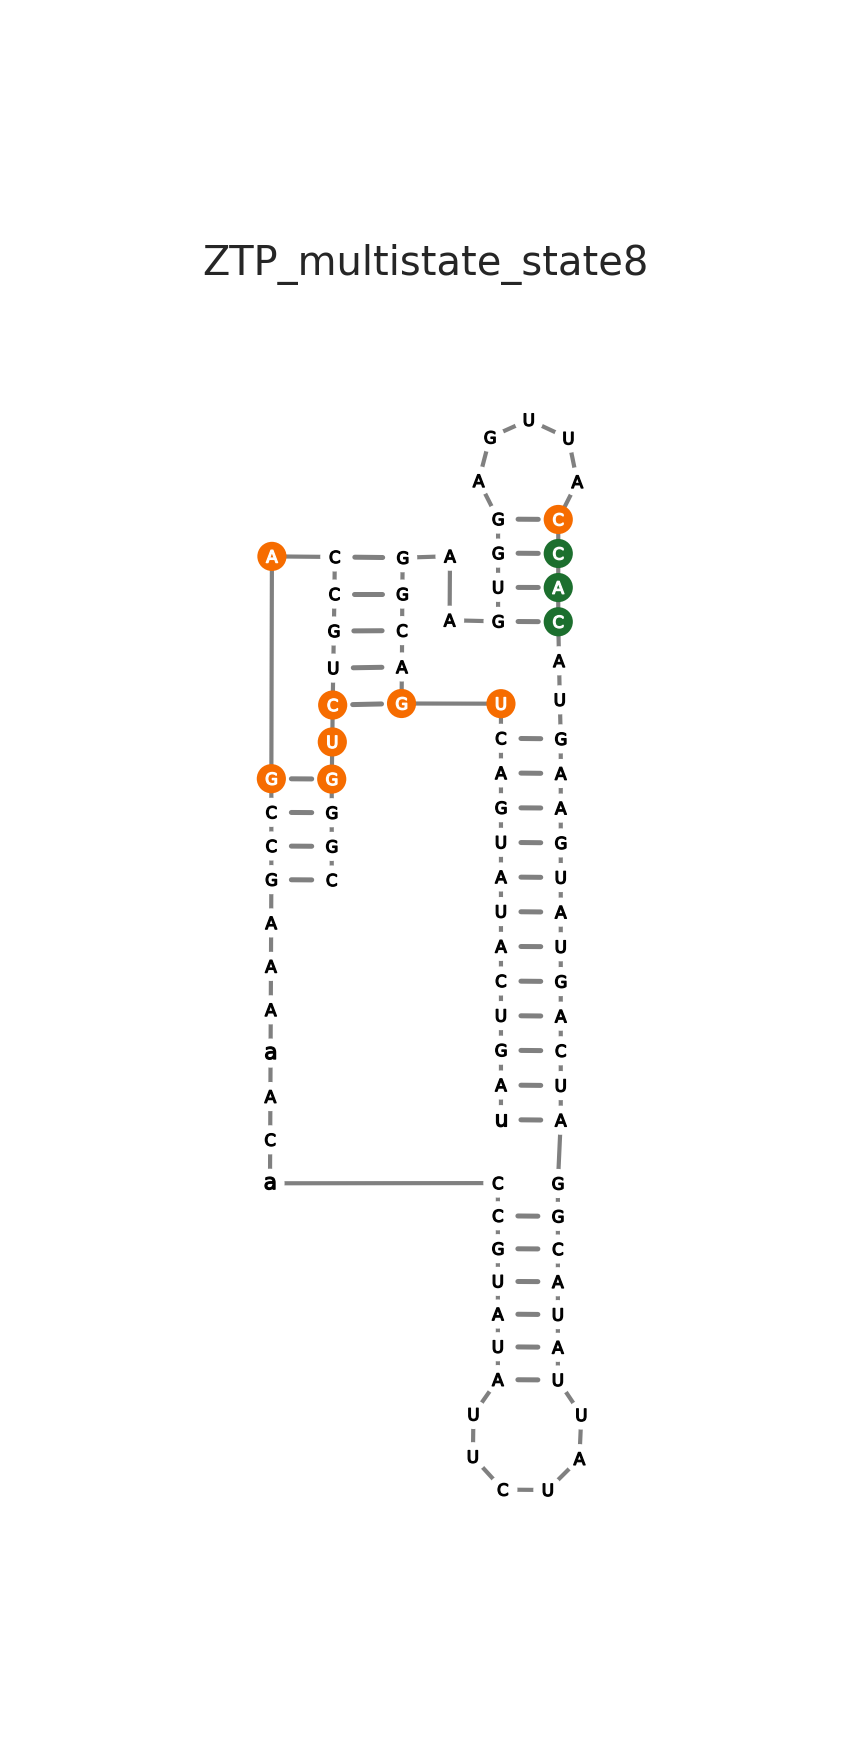 ZTP_multistate_state8
U
G U
A A
G C
A C G A G C
C G U A
G C A G C
U A A
C G U U
U C G
G G A A
C G G A
C G U G
G C A U
A U A
A A U
A C G
a U A
A G C
C A U
u A
a C G
C G
G C
U A
A U
U A
A U
U U
U A
C U